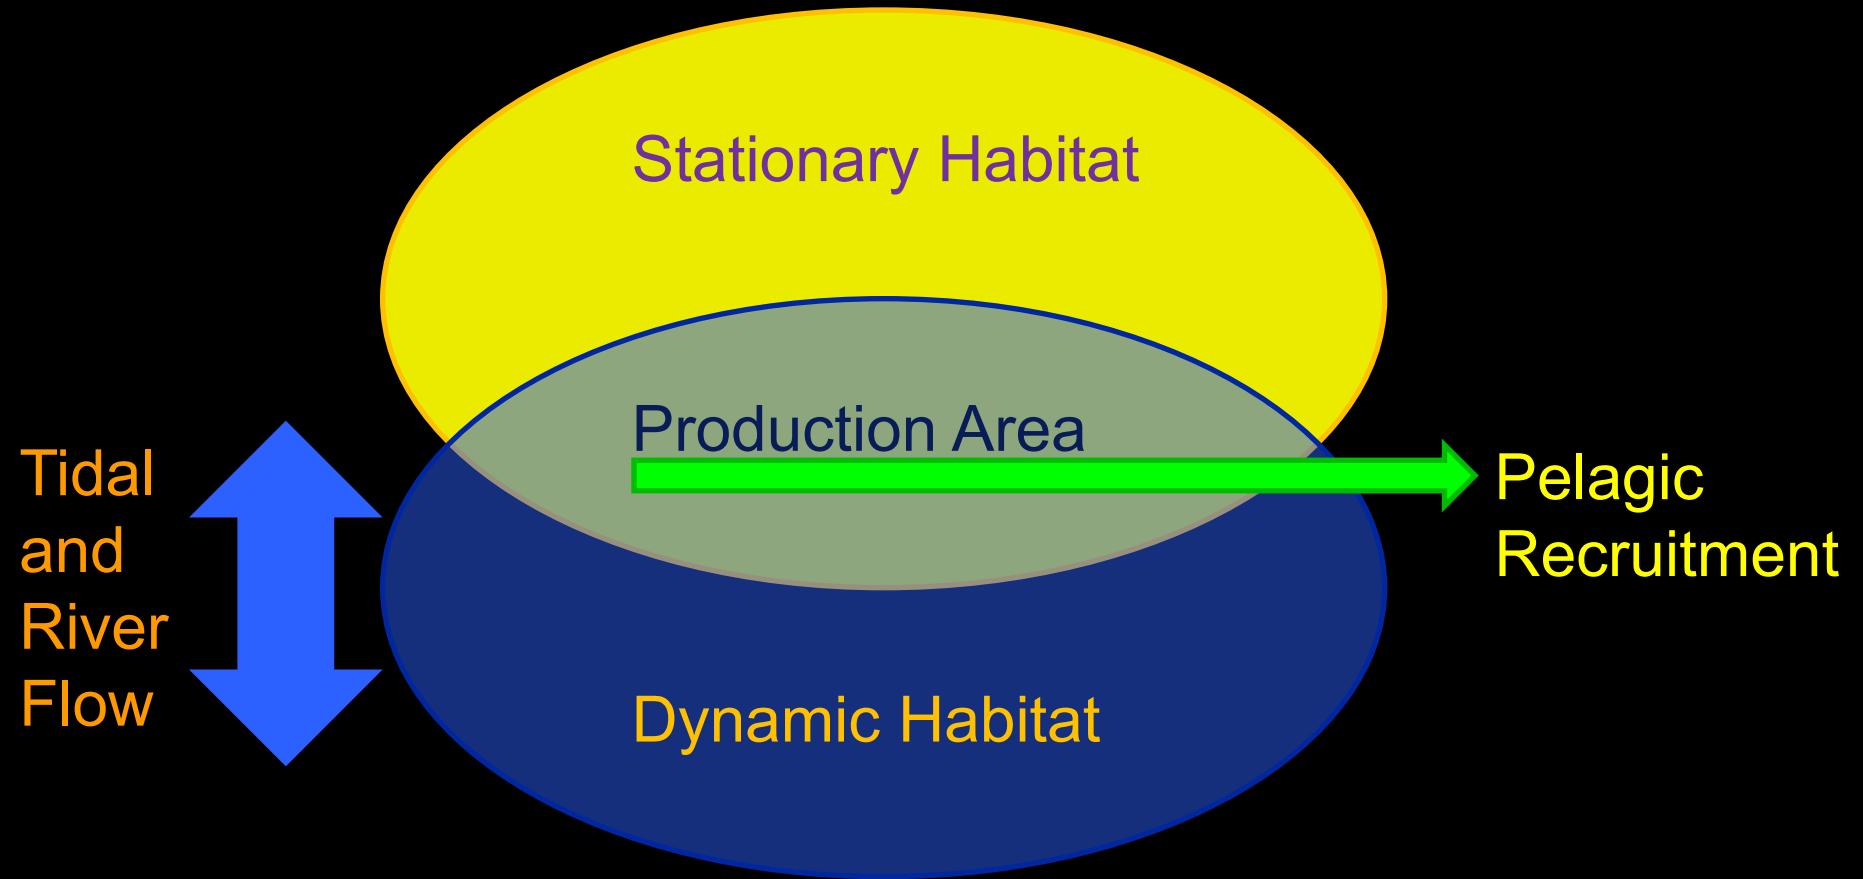 Stationary Habitat
Production Area
Tidal
and
River
Flow
Pelagic
Recruitment
Dynamic Habitat